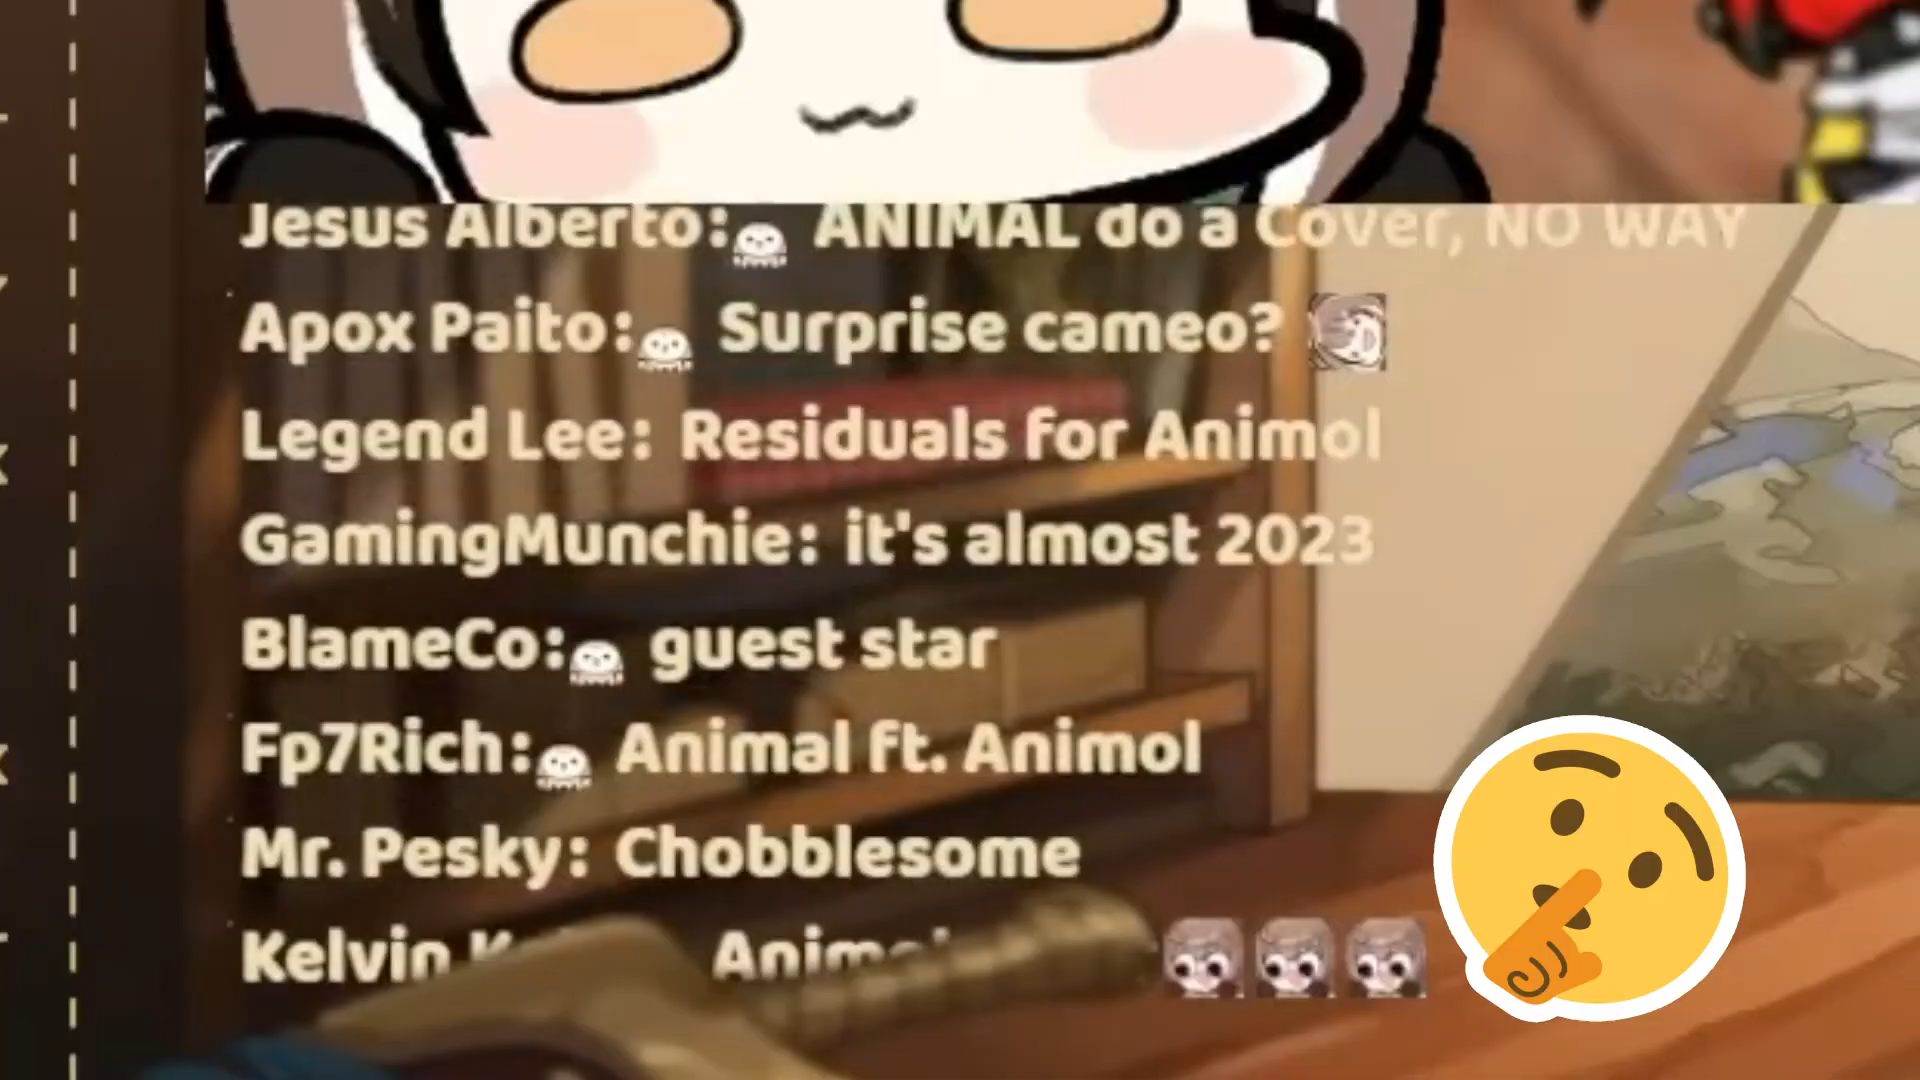 Jesus Alberto: ANIMAL do a Cover, NO WAY
Apox Paito: Surprise cameo?
Legend Lee: Residuals for Animol
GamingMunchie: it's almost 2023
BlameCo: guest star
Fp7Rich: Animal ft. Animol
Mr. Pesky: Chobblesome
Kelvin